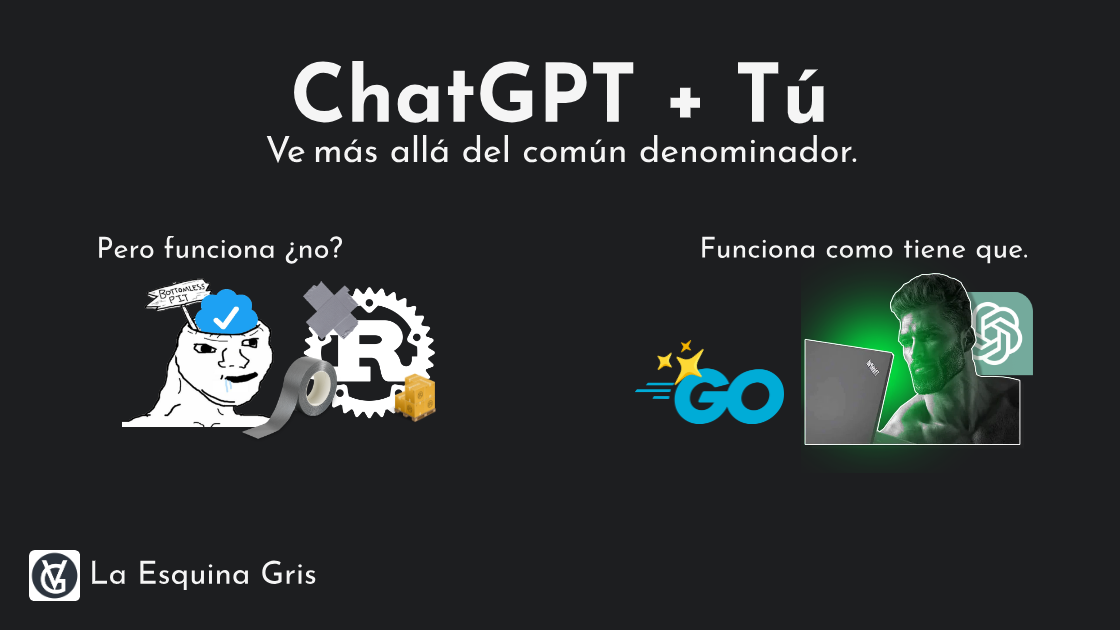 ChatGPT + Tú
Ve más allá del común denominador.
Pero funciona ¿no?
Funciona como tiene que.
BOTTOMLESS
PIT
R
GO
La Esquina Gris